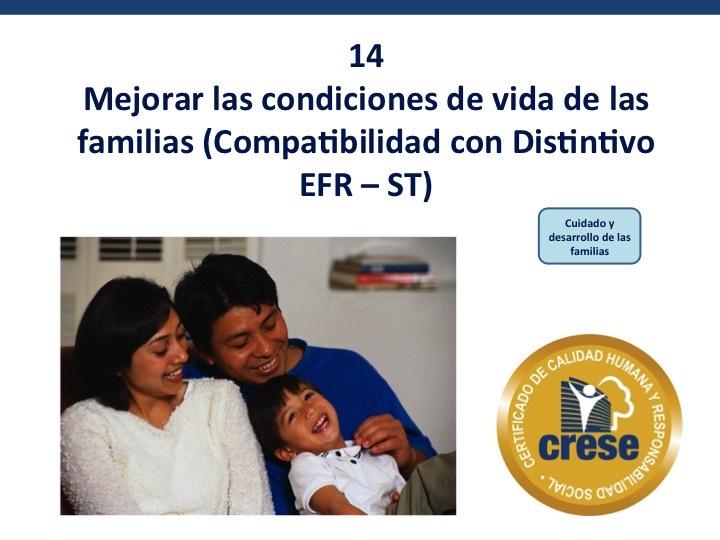 14
Mejorar las condiciones de vida de las
familias (Compatibilidad con Distintivo
EFR – ST)
Cuidado y
desarrollo de las
familias
CERTIFICADO DE CALIDAD HUMANA Y RESPONSABILIDAD SOCIAL •
crese